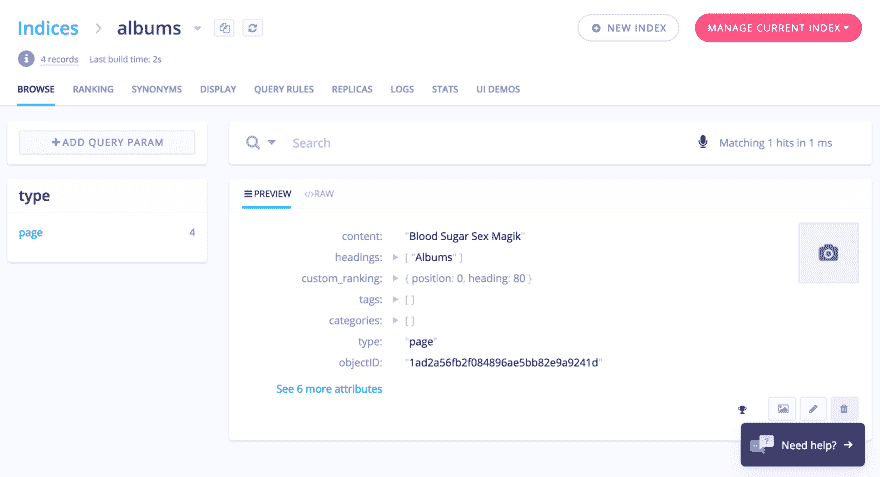 Indices > albums
NEW INDEX
MANAGE CURRENT INDEX
4 records Last build time: 2s
BROWSE RANKING SYNONYMS DISPLAY QUERY RULES REPLICAS LOGS STATS UI DEMOS
+ADD QUERY PARAM
Search
Matching 1 hits in 1 ms
type
page 4
PREVIEW </>RAW
content: "Blood Sugar Sex Magik"
headings: [ "Albums" ]
custom_ranking: { position: 0, heading: 80 }
tags: [ ]
categories: [ ]
type: "page"
objectID: "1ad2a56fb2f084896ae5bb82e9a9241d"
See 6 more attributes
Need help? →